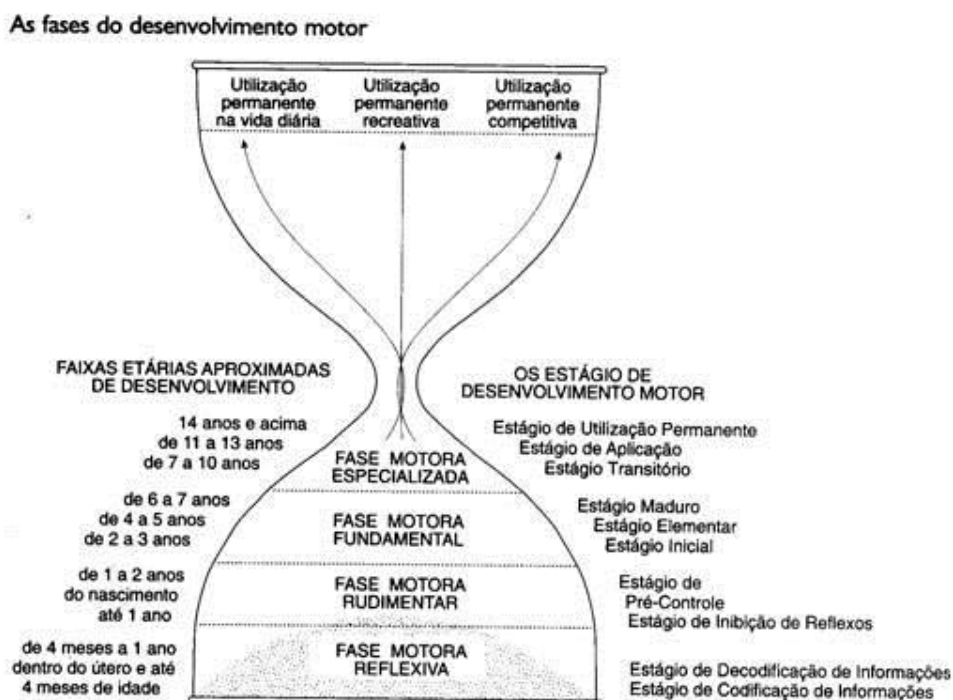 As fases do desenvolvimento motor
Utilização
permanente
na vida diária
Utilização
permanente
recreativa
Utilização
permanente
competitiva
FAIXAS ETÁRIAS APROXIMADAS
DE DESENVOLVIMENTO
14 anos e acima
de 11 a 13 anos
de 7 a 10 anos
de 6 a 7 anos
de 4 a 5 anos
de 2 a 3 anos
de 1 a 2 anos
do nascimento
até 1 ano
de 4 meses a 1 ano
dentro do útero e até
4 meses de idade
FASE MOTORA
ESPECIALIZADA
FASE MOTORA
FUNDAMENTAL
FASE MOTORA
RUDIMENTAR
FASE MOTORA
REFLEXIVA
OS ESTÁGIO DE
DESENVOLVIMENTO MOTOR
Estágio de Utilização Permanente
Estágio de Aplicação
Estágio Transitório
Estágio Maduro
Estágio Elementar
Estágio Inicial
Estágio de
Pré-Controle
Estágio de Inibição de Reflexos
Estágio de Decodificação de Informações
Estágio de Codificação de Informações